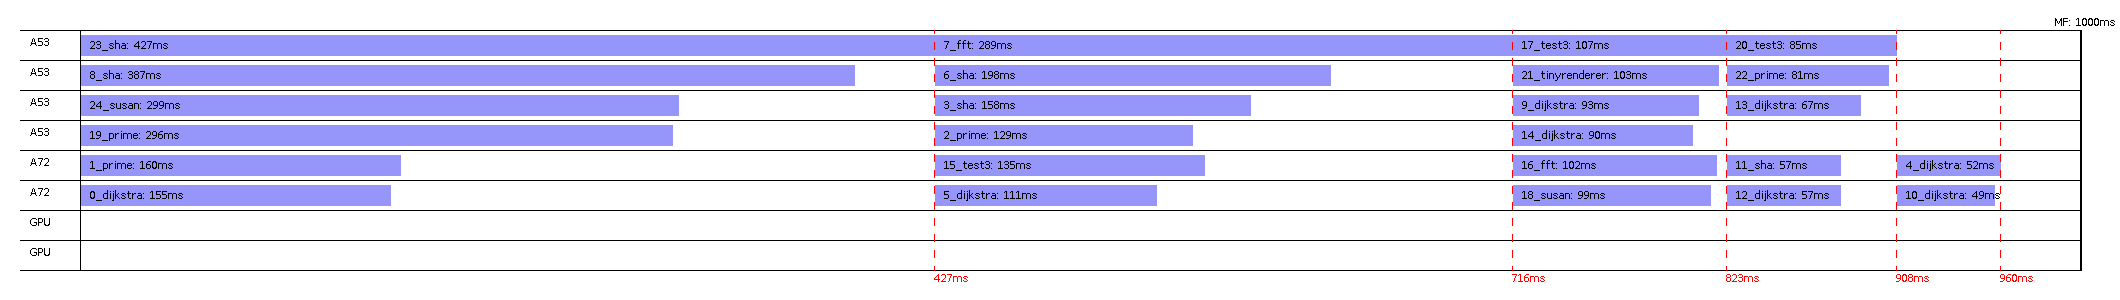 MF: 1000ms
A53 23_sha: 427ms 7_fft: 289ms 17_test3: 107ms 20_test3: 85ms
A53 8_sha: 387ms 6_sha: 198ms 21_tinyrenderer: 103ms 22_prime: 81ms
A53 24_susan: 299ms 3_sha: 158ms 9_dijkstra: 93ms 13_dijkstra: 67ms
A53 19_prime: 296ms 2_prime: 129ms 14_dijkstra: 90ms
A72 1_prime: 160ms 15_test3: 135ms 16_fft: 102ms 11_sha: 57ms 4_dijkstra: 52ms
A72 0_dijkstra: 155ms 5_dijkstra: 111ms 18_susan: 99ms 12_dijkstra: 57ms 10_dijkstra: 49ms
GPU
GPU
427ms 716ms 823ms 908ms 960ms